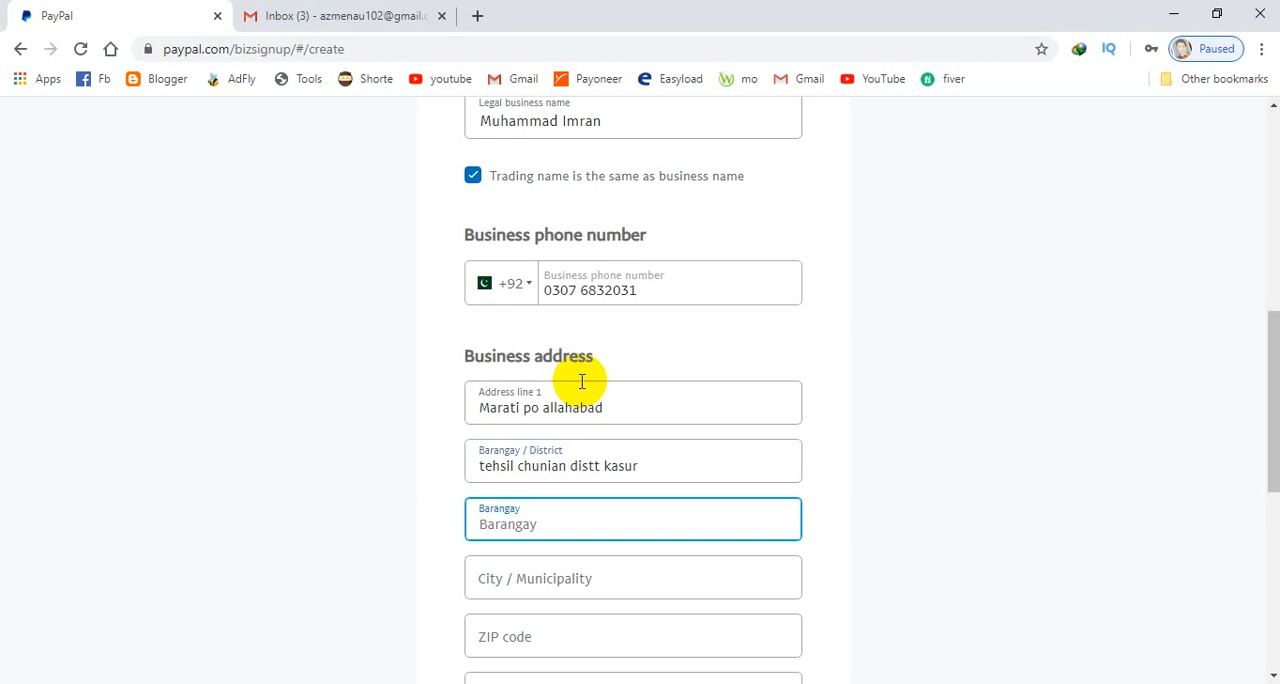 PayPal
Inbox (3) - azmenau102@gmail.c
paypal.com/bizsignup/#/create
IQ
Paused
Apps
Fb
Blogger
AdFly
Tools
Shorte
youtube
Gmail
Payoneer
Easyload
mo
Gmail
YouTube
fiver
Other bookmarks
Legal business name
Muhammad Imran
Trading name is the same as business name
Business phone number
+92
Business phone number
0307 6832031
Business address
Address line 1
Marati po allahabad
Barangay / District
tehsil chunian distt kasur
Barangay
Barangay
City / Municipality
ZIP code